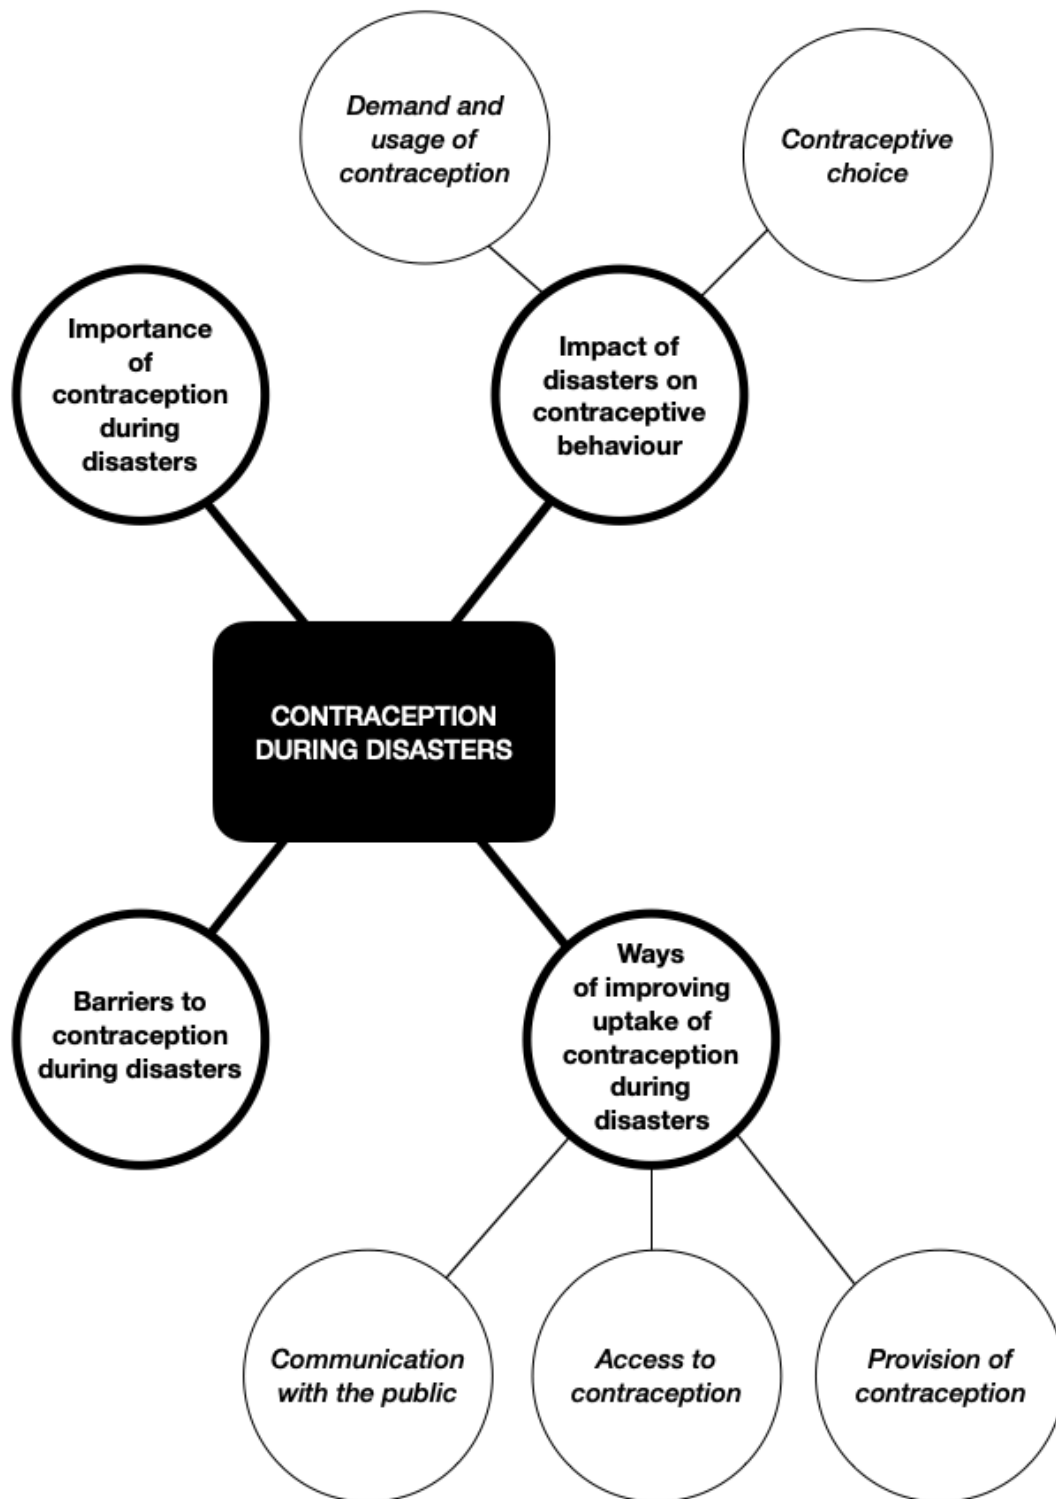 Demand and
usage of
contraception
Contraceptive
choice
Importance
of
contraception
during
disasters
Impact of
disasters on
contraceptive
behaviour
CONTRACEPTION
DURING DISASTERS
Barriers to
contraception
during disasters
Ways
of improving
uptake of
contraception
during
disasters
Communication
with the public
Access to
contraception
Provision of
contraception